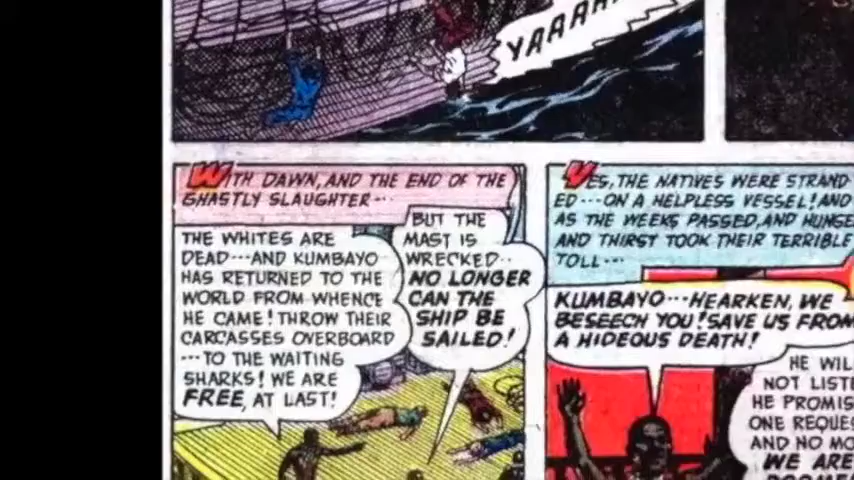 YAAAA
WITH DAWN, AND THE END OF THE
GHASTLY SLAUGHTER---
THE WHITES ARE
DEAD---AND KUMBAYO
HAS RETURNED TO THE
WORLD FROM WHENCE
HE CAME! THROW THEIR
CARCASSES OVERBOARD
---TO THE WAITING
SHARKS! WE ARE
FREE, AT LAST!
BUT THE
MAST IS
WRECKED--
NO LONGER
CAN THE
SHIP BE
SAILED!
YES, THE NATIVES WERE STRAND
ED---ON A HELPLESS VESSEL! AND
AS THE WEEKS PASSED, AND HUNGE
AND THIRST TOOK THEIR TERRIBLE
TOLL---
KUMBAYO---HEARKEN, WE
BESEECH YOU! SAVE US FROM
A HIDEOUS DEATH!
HE WIL
NOT LISTE
HE PROMIS
ONE REQUES
AND NO MO
WE ARE